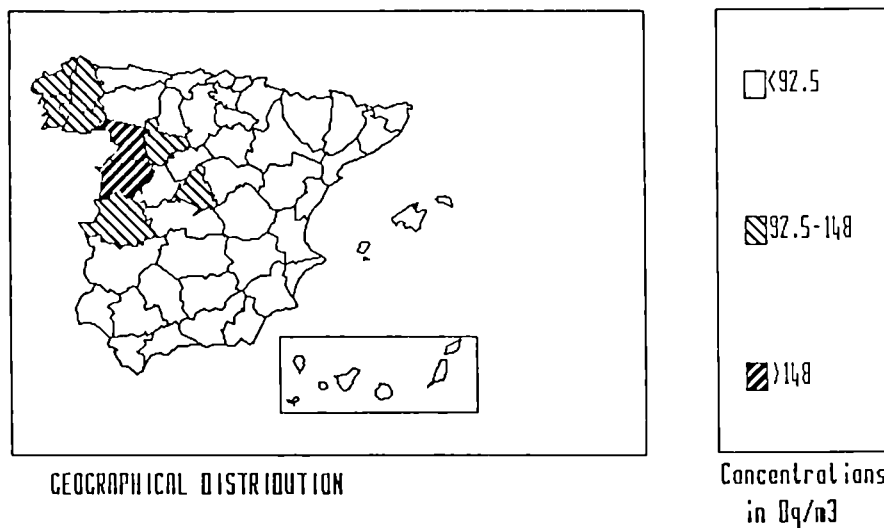 <92.5
92.5-148
>148
GEOGRAPHICAL DISTRIBUTION
Concentrations
in Bq/m3